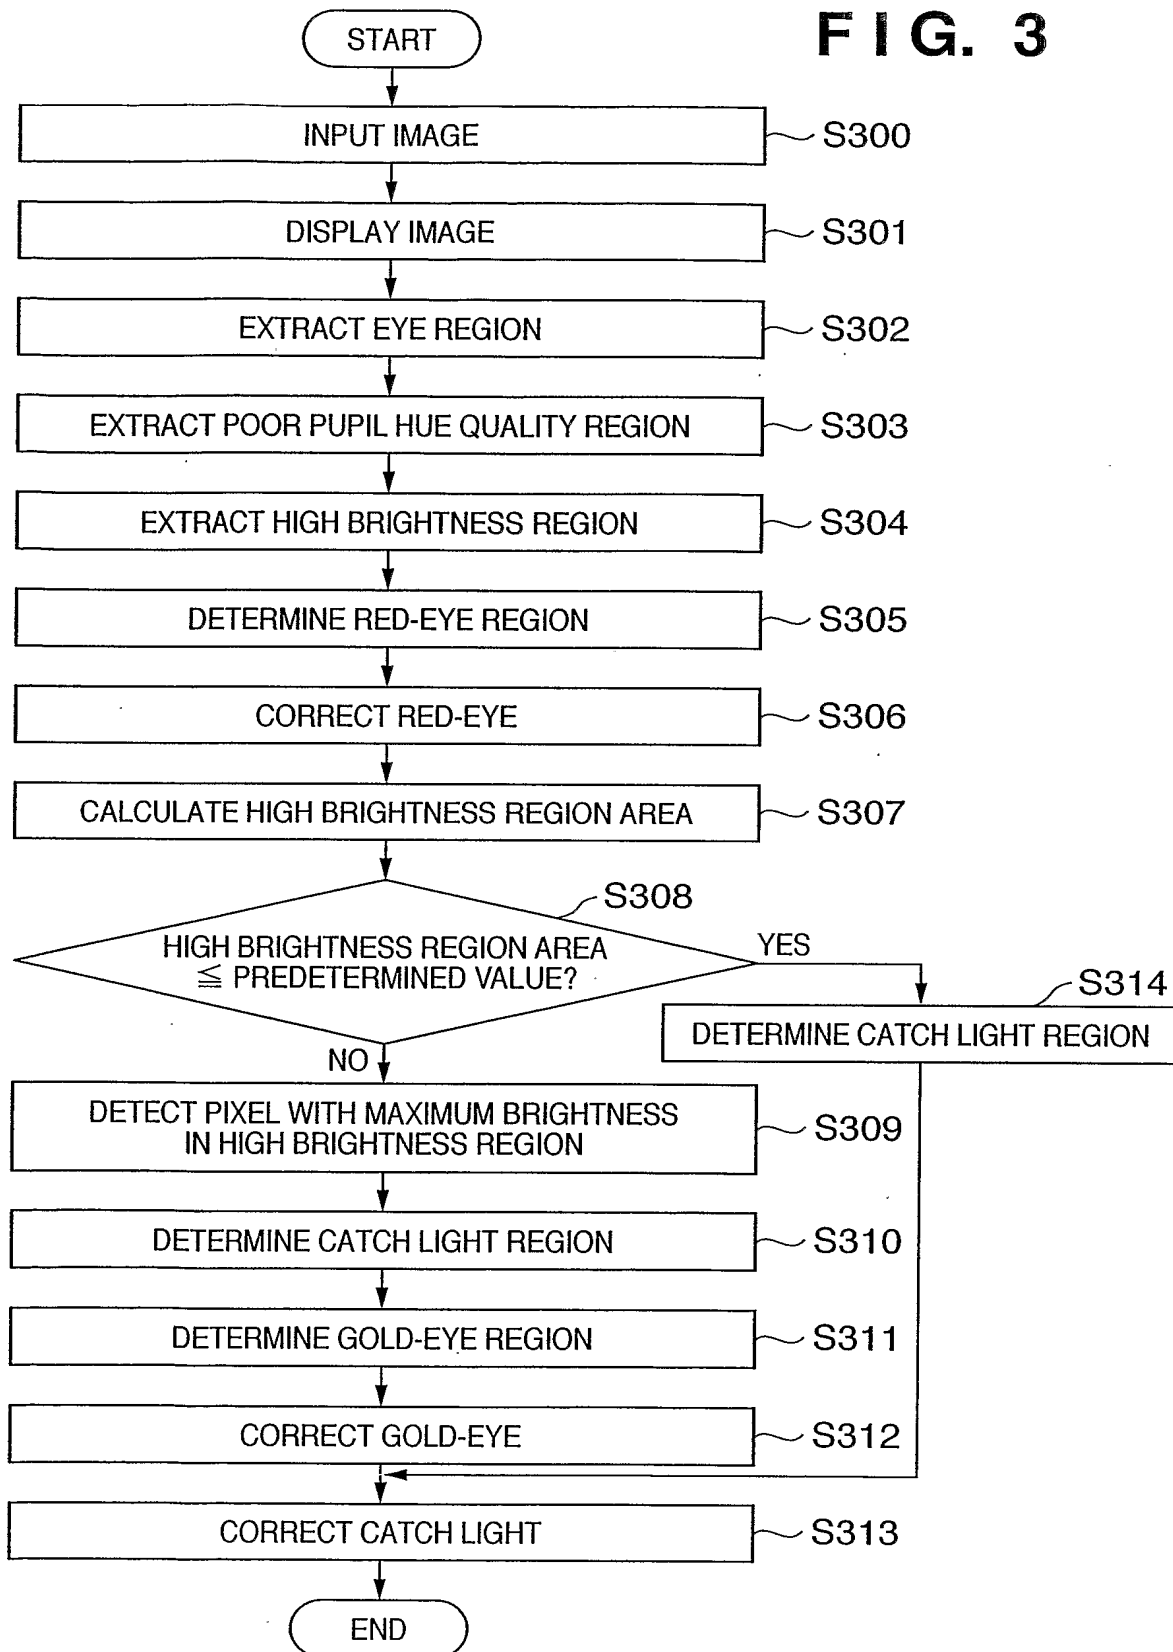 FIG. 3
START
INPUT IMAGE
S300
DISPLAY IMAGE
S301
EXTRACT EYE REGION
S302
EXTRACT POOR PUPIL HUE QUALITY REGION
S303
EXTRACT HIGH BRIGHTNESS REGION
S304
DETERMINE RED-EYE REGION
S305
CORRECT RED-EYE
S306
CALCULATE HIGH BRIGHTNESS REGION AREA
S307
S308
HIGH BRIGHTNESS REGION AREA
≦ PREDETERMINED VALUE?
YES
S314
DETERMINE CATCH LIGHT REGION
NO
DETECT PIXEL WITH MAXIMUM BRIGHTNESS
IN HIGH BRIGHTNESS REGION
S309
DETERMINE CATCH LIGHT REGION
S310
DETERMINE GOLD-EYE REGION
S311
CORRECT GOLD-EYE
S312
CORRECT CATCH LIGHT
S313
END